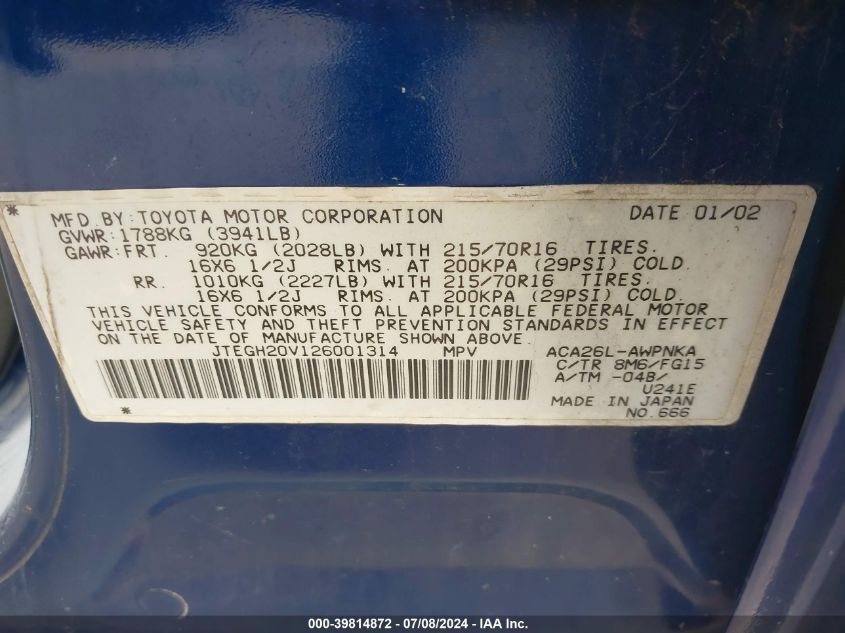 * MFD BY: TOYOTA MOTOR CORPORATION DATE 01/02
GVWR: 1788KG (3941LB)
GAWR: FRT. 920KG (2028LB) WITH 215/70R16 TIRES.
16X6 1/2J RIMS. AT 200KPA (29PSI) COLD.
RR. 1010KG (2227LB) WITH 215/70R16 TIRES.
16X6 1/2J RIMS. AT 200KPA (29PSI) COLD.
THIS VEHICLE CONFORMS TO ALL APPLICABLE FEDERAL MOTOR
VEHICLE SAFETY AND THEFT PREVENTION STANDARDS IN EFFECT
ON THE DATE OF MANUFACTURE SHOWN ABOVE.
JTEGH20V126001314 MPV ACA26L-AWPNKA
C/TR 8M6/FG15
A/TM -04B/
U241E
MADE IN JAPAN
* NO.666
000-39814872 / 07/08/2024 - IAA Inc.